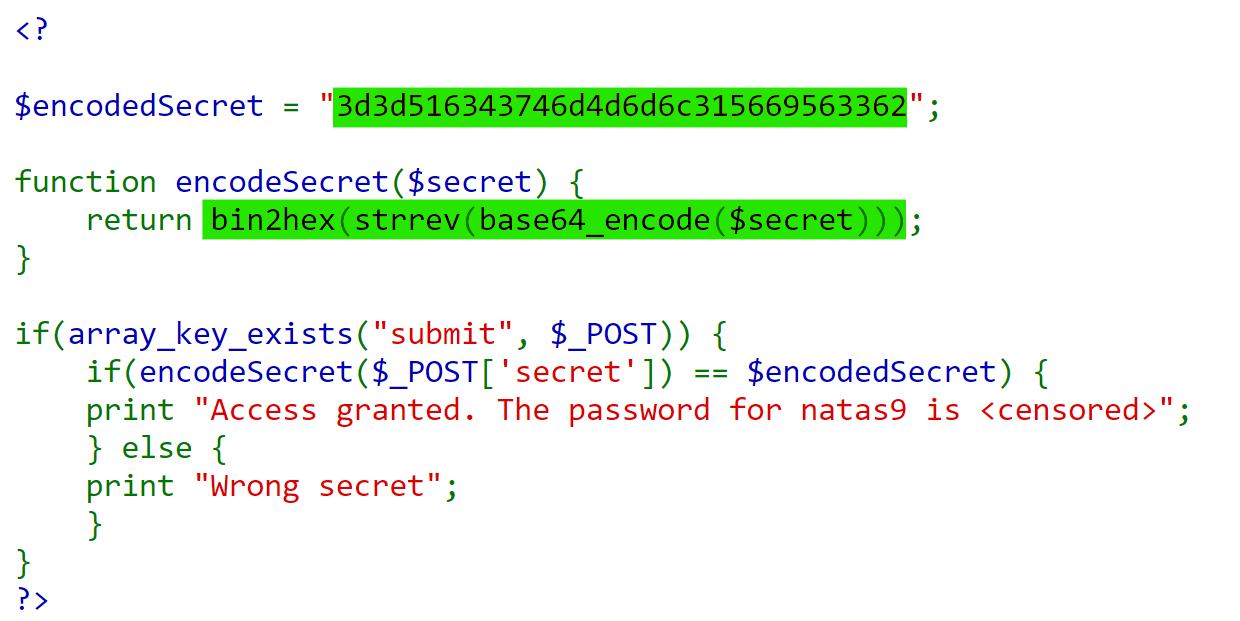 <?
$encodedSecret = "3d3d516343746d4d6d6c315669563362";
function encodeSecret($secret) {
return bin2hex(strrev(base64_encode($secret)));
}
if(array_key_exists("submit", $_POST)) {
if(encodeSecret($_POST['secret']) == $encodedSecret) {
print "Access granted. The password for natas9 is <censored>";
} else {
print "Wrong secret";
}
}
?>